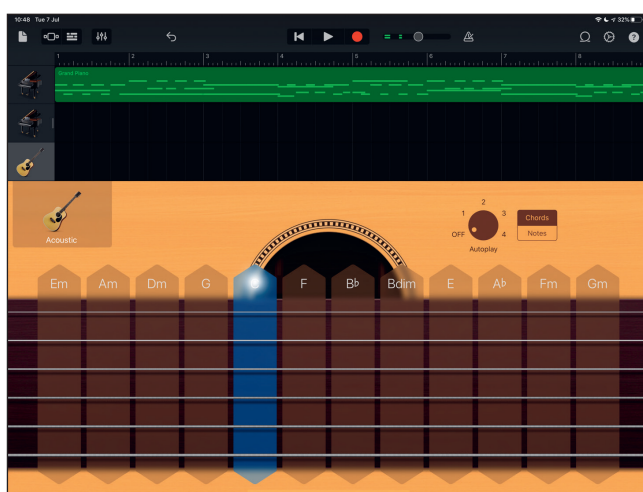 10:48 Tue 7 Jul
32%
1 2 3 4 5 6 7 8
Grand Piano
Acoustic
2
1 3
OFF 4
Autoplay
Chords
Notes
Em Am Dm G C F B♭ Bdim E A♭ Fm Gm